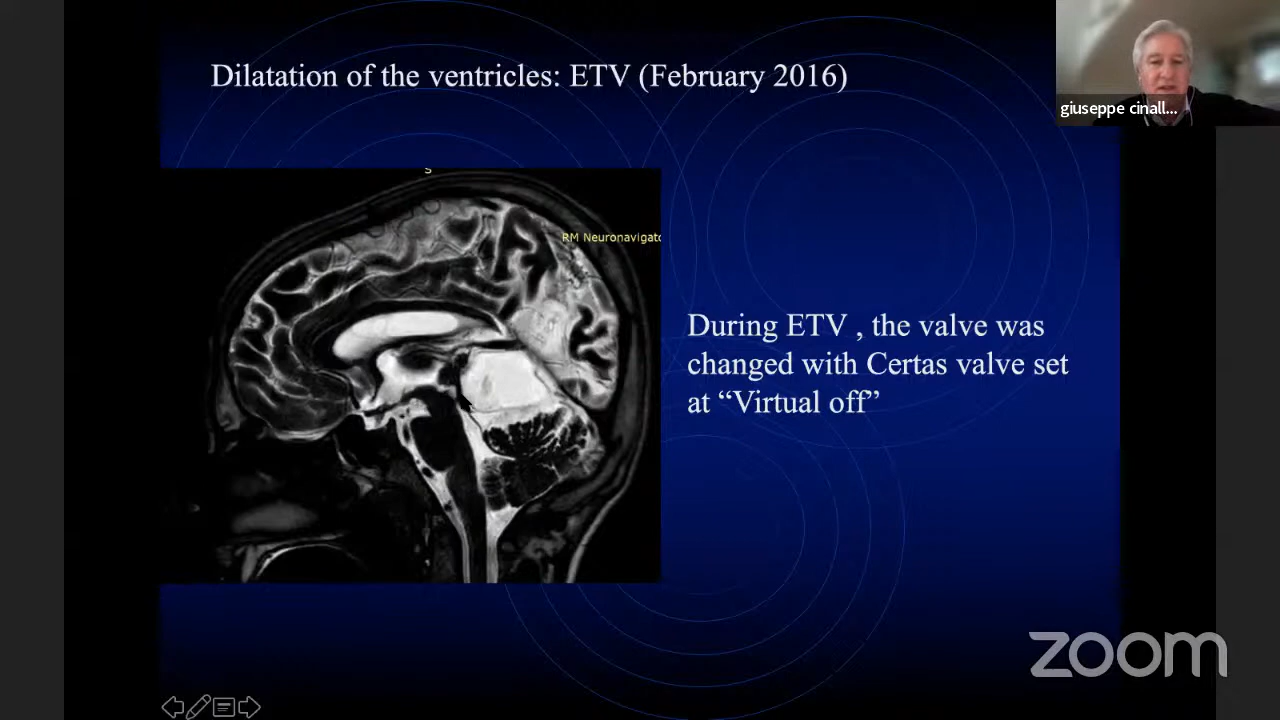 Dilatation of the ventricles: ETV (February 2016)
giuseppe cinall...
S
RM Neuronavigato
During ETV , the valve was
changed with Certas valve set
at “Virtual off”
zoom